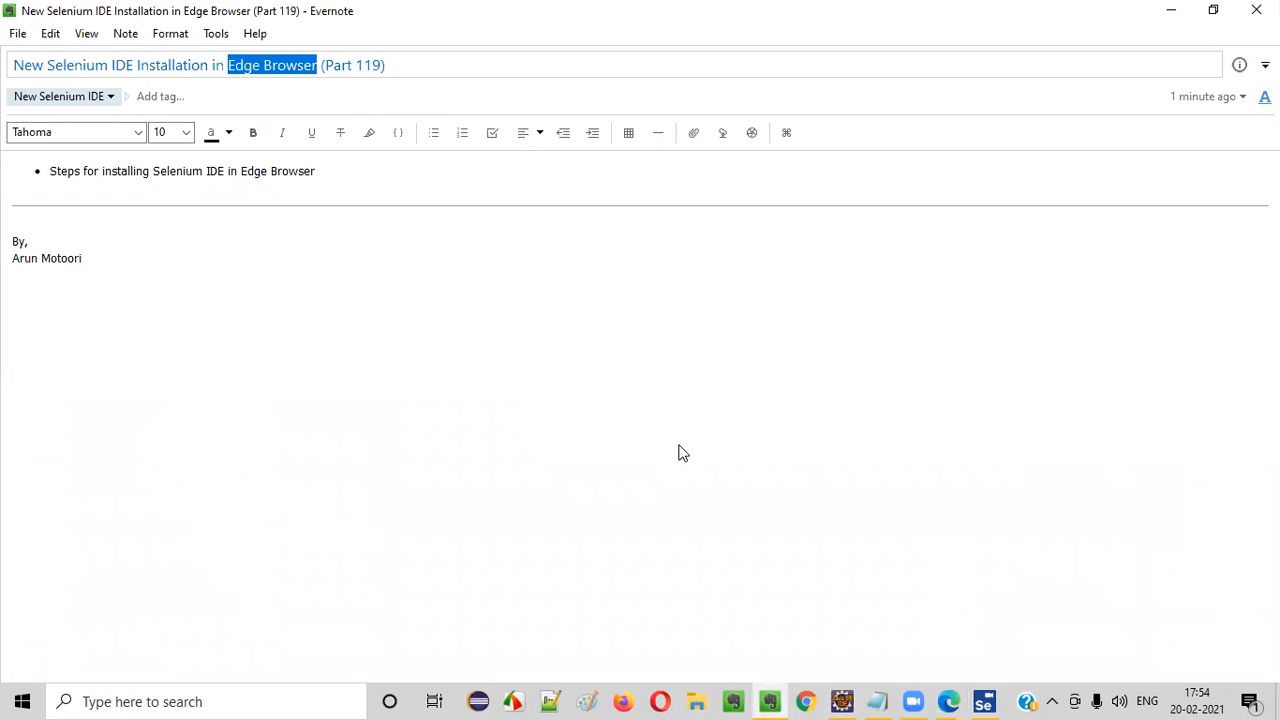 New Selenium IDE Installation in Edge Browser (Part 119) - Evernote
File Edit View Note Format Tools Help
New Selenium IDE Installation in Edge Browser (Part 119)
New Selenium IDE Add tag... 1 minute ago
Tahoma 10
• Steps for installing Selenium IDE in Edge Browser
By,
Arun Motoori
Type here to search
ENG
17:54
20-02-2021